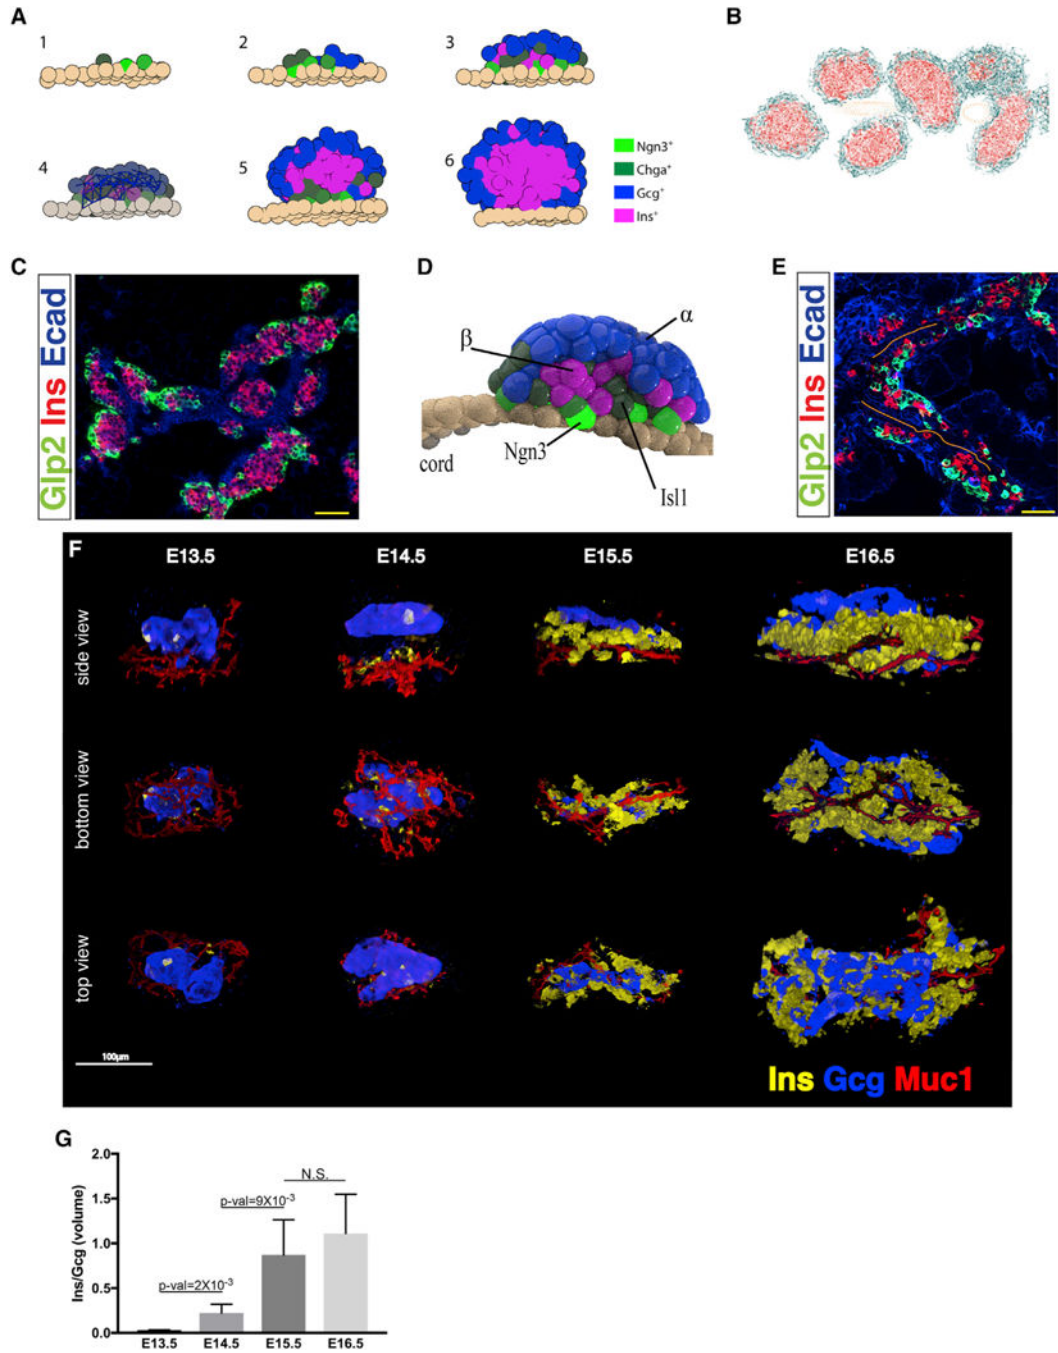 A
1
2
3
4
5
6
Ngn3+
Chga+
Gcg+
Ins+
B
C
Glp2 Ins Ecad
D
β
α
cord
Ngn3
Isl1
E
Glp2 Ins Ecad
F
E13.5 E14.5 E15.5 E16.5
side view
bottom view
top view
100µm
Ins Gcg Muc1
G
Ins/Gcg (volume)
2.0
1.5
1.0
0.5
0.0
p-val=2X10-3
p-val=9X10-3
N.S.
E13.5 E14.5 E15.5 E16.5